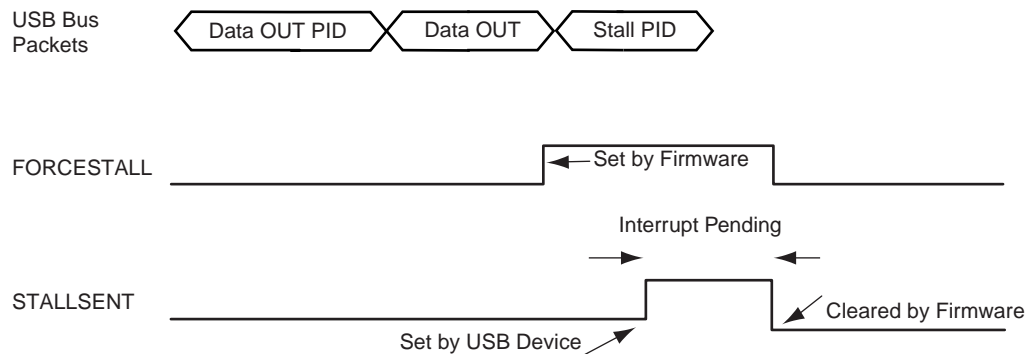 USB Bus
Packets
Data OUT PID
Data OUT
Stall PID
FORCESTALL
Set by Firmware
Interrupt Pending
STALLSENT
Cleared by Firmware
Set by USB Device